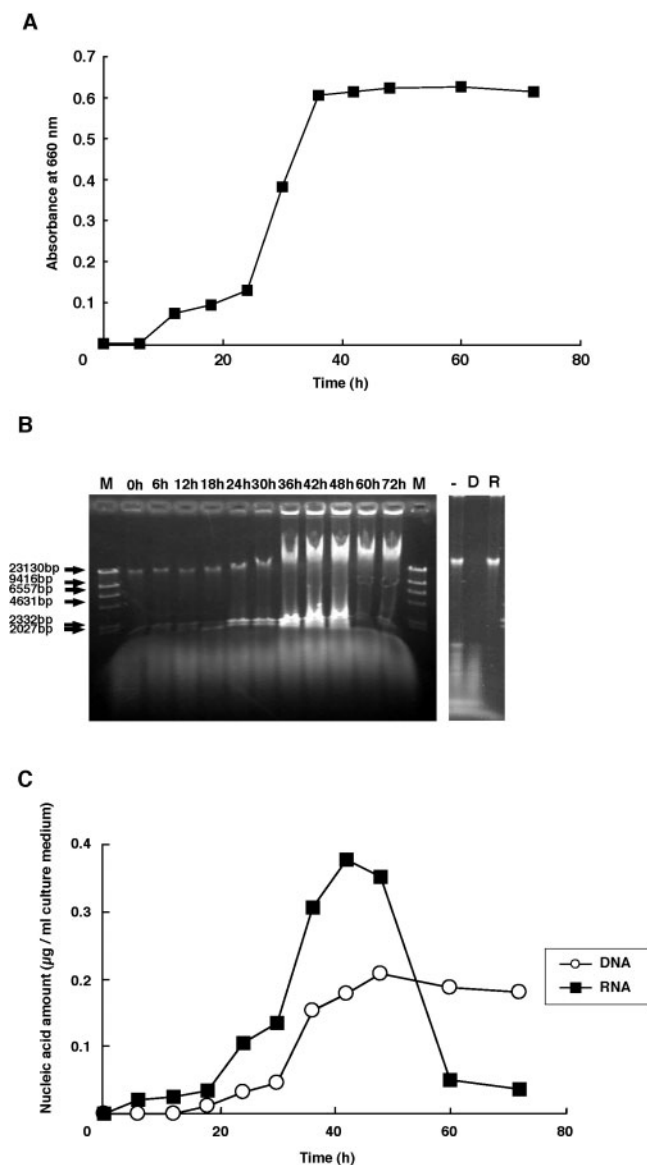 A
0.7
0.6
0.5
0.4
0.3
0.2
0.1
0 20 40 60 80
Absorbance at 660 nm
Time (h)
B
M 0h 6h 12h 18h 24h 30h 36h 42h 48h 60h 72h M - D R
23130bp
9416bp
6557bp
4631bp
2332bp
2027bp
C
0.4
0.3
0.2
0.1
0 20 40 60 80
Nucleic acid amount (µg / ml culture medium)
Time (h)
DNA
RNA